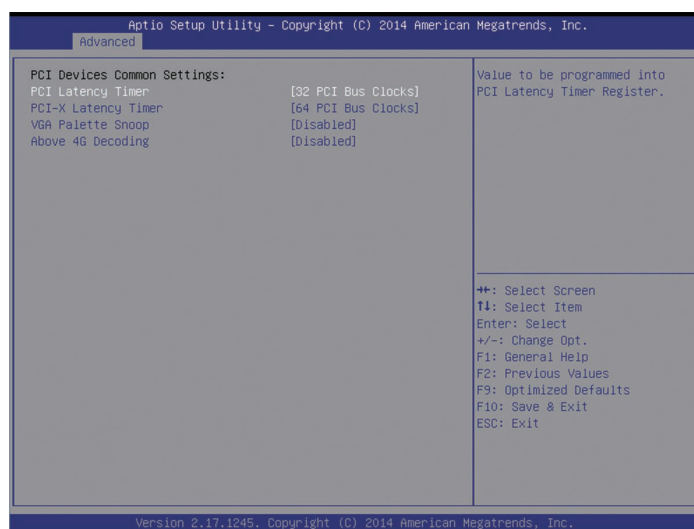 Aptio Setup Utility – Copyright (C) 2014 American Megatrends, Inc.
Advanced
PCI Devices Common Settings:
PCI Latency Timer [32 PCI Bus Clocks]
PCI-X Latency Timer [64 PCI Bus Clocks]
VGA Palette Snoop [Disabled]
Above 4G Decoding [Disabled]
Value to be programmed into
PCI Latency Timer Register.
→←: Select Screen
↑↓: Select Item
Enter: Select
+/-: Change Opt.
F1: General Help
F2: Previous Values
F9: Optimized Defaults
F10: Save & Exit
ESC: Exit
Version 2.17.1245. Copyright (C) 2014 American Megatrends, Inc.